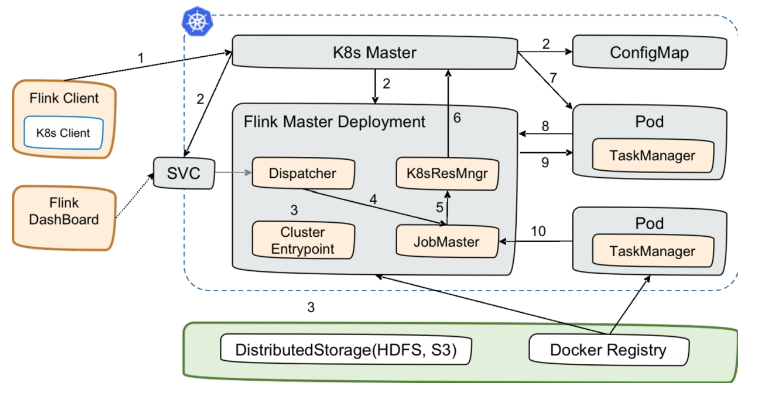 1
K8s Master
2
ConfigMap
Flink Client
K8s Client
2
2
7
Flink Master Deployment
6
8
9
Pod
TaskManager
SVC
Dispatcher
K8sResMngr
Flink
DashBoard
4
5
3
Cluster
Entrypoint
JobMaster
10
Pod
TaskManager
3
DistributedStorage(HDFS, S3)
Docker Registry